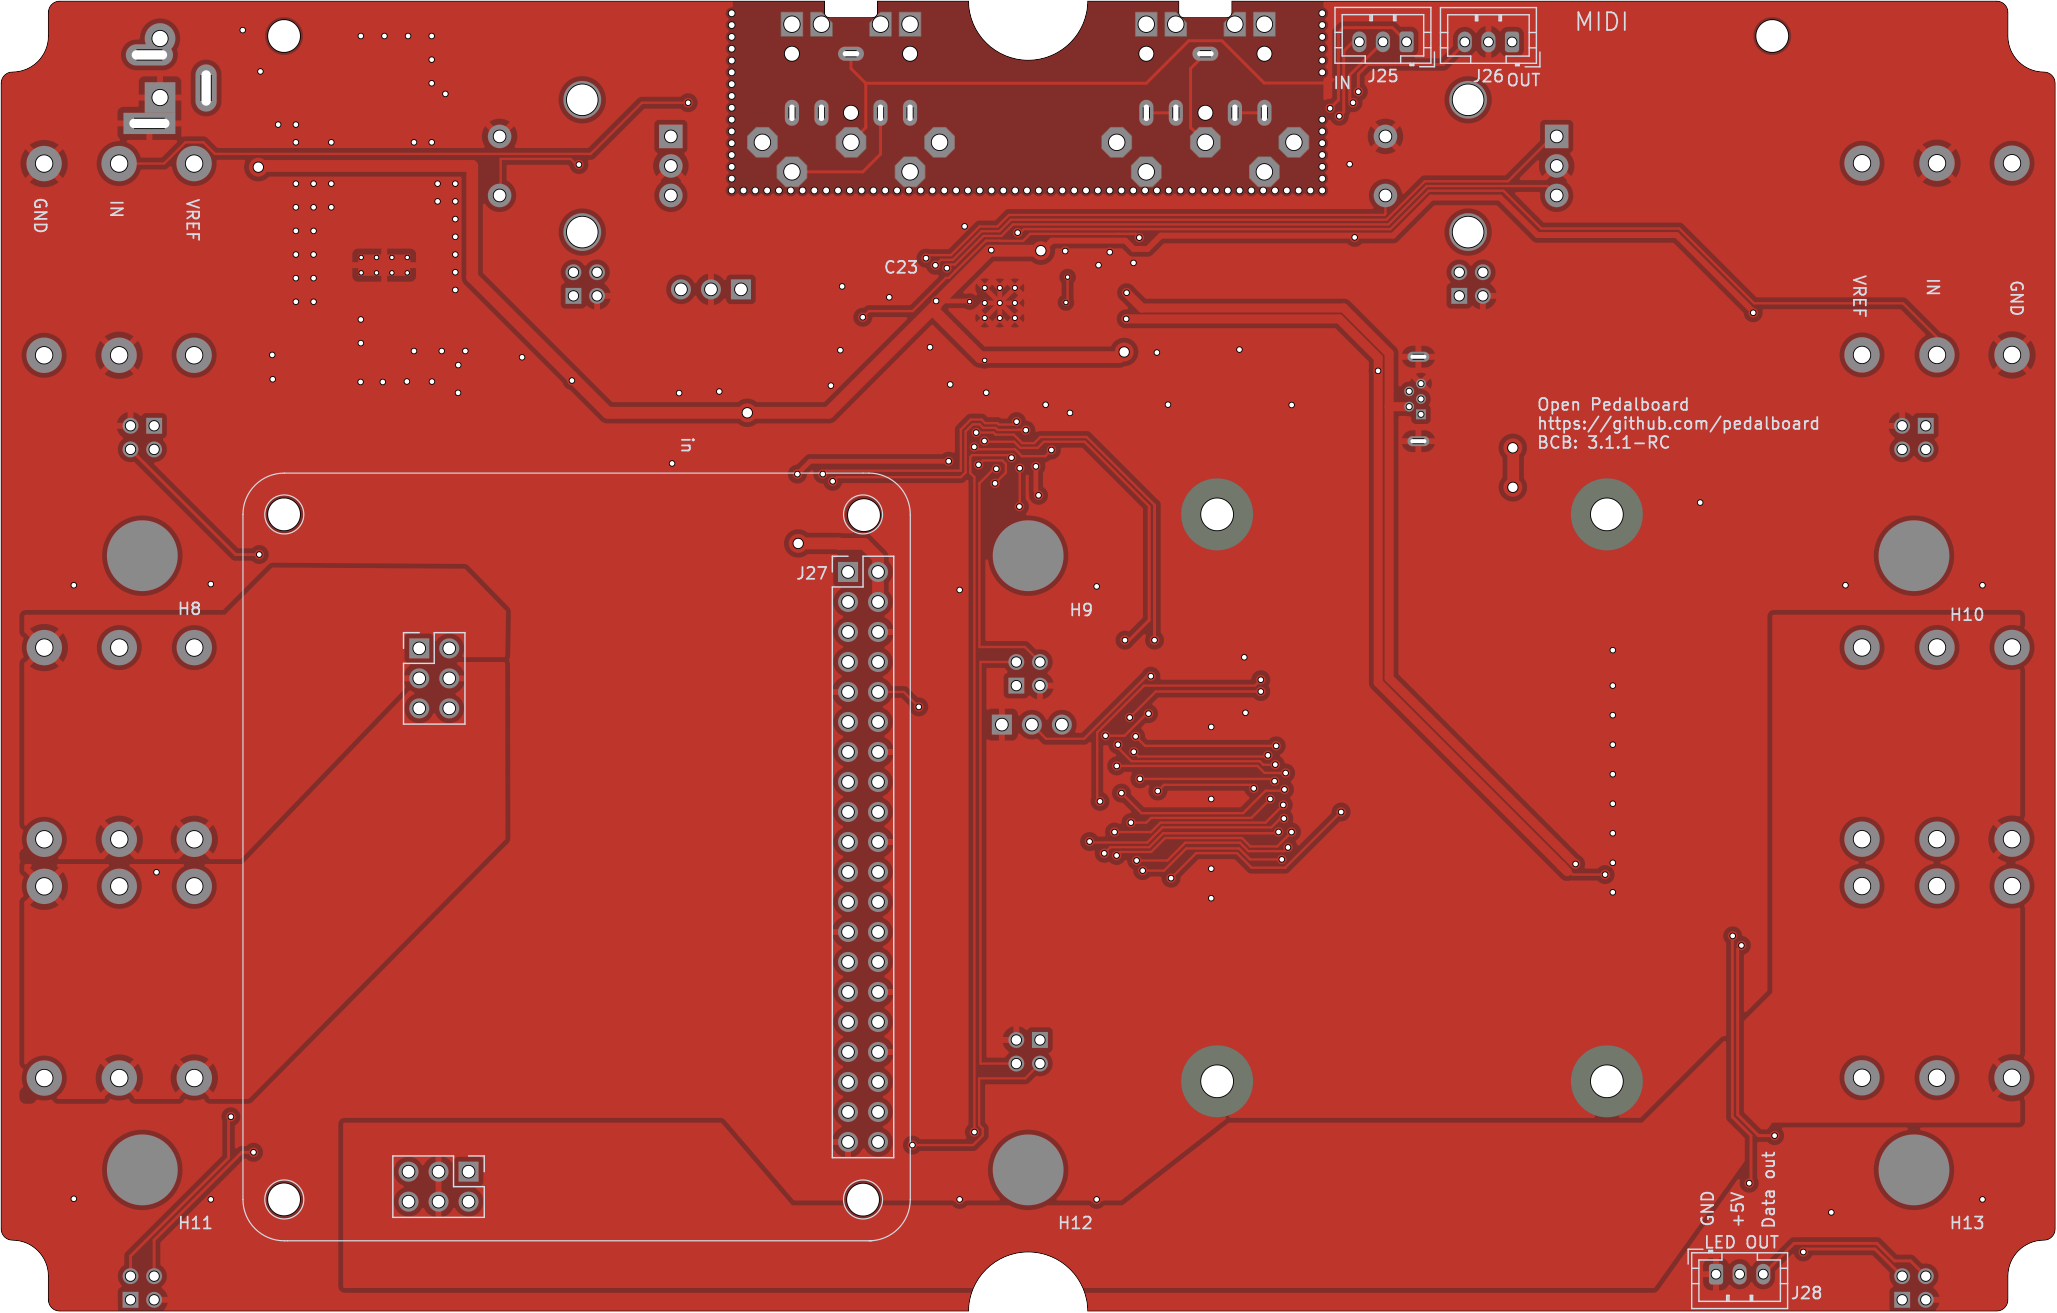 MIDI
J25
J26
IN
OUT
GND
IN
VREF
C23
VREF
IN
GND
Open Pedalboard
https://github.com/pedalboard
BCB: 3.1.1-RC
in
J27
H8
H9
H10
GND
+5V
Data out
H11
H12
H13
LED OUT
J28